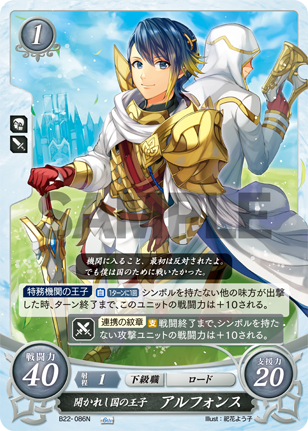 1
SAMPLE
機関に入ること、最初は反対されたよ。
でも僕は国のために戦いたかった。
特務機関の王子 自 1ターンに1回 シンボルを持たない他の味方が出撃
した時、ターン終了まで、このユニットの戦闘力は+10される。
連携の紋章 支 戦闘終了まで、シンボルを持た
ない攻撃ユニットの戦闘力は+10される。
戦闘力
40
射程 1 下級職 ロード
支援力
20
開かれし国の王子 アルフォンス
B22-086N
Illust:祀花よう子